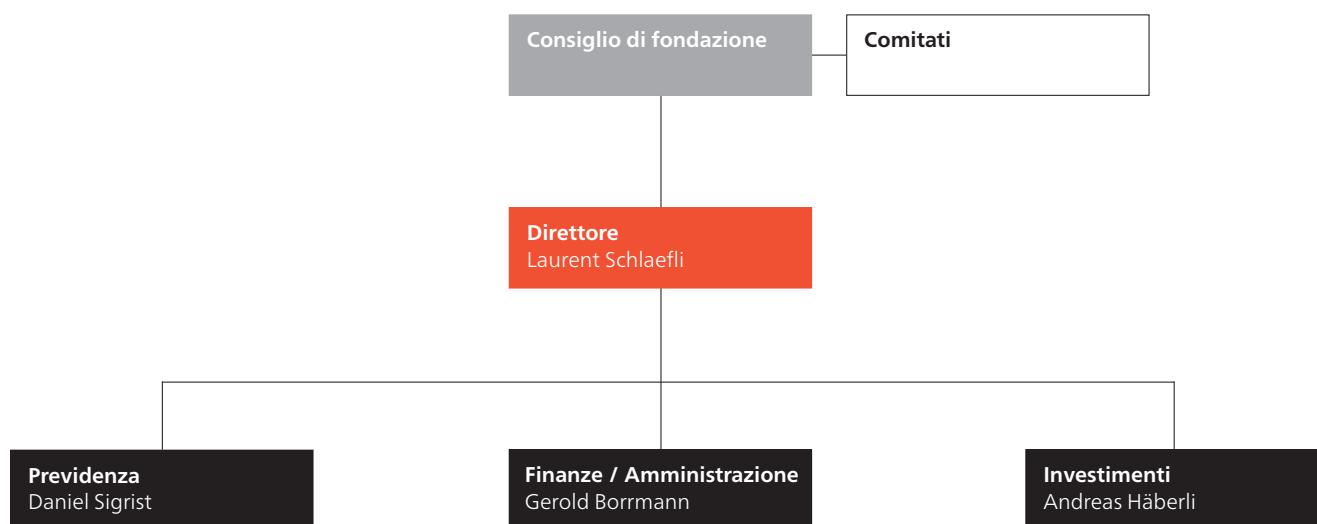 Consiglio di fondazione
Comitati
Direttore
Laurent Schlaefli
Previdenza
Daniel Sigrist
Finanze / Amministrazione
Gerold Borrmann
Investimenti
Andreas Häberli